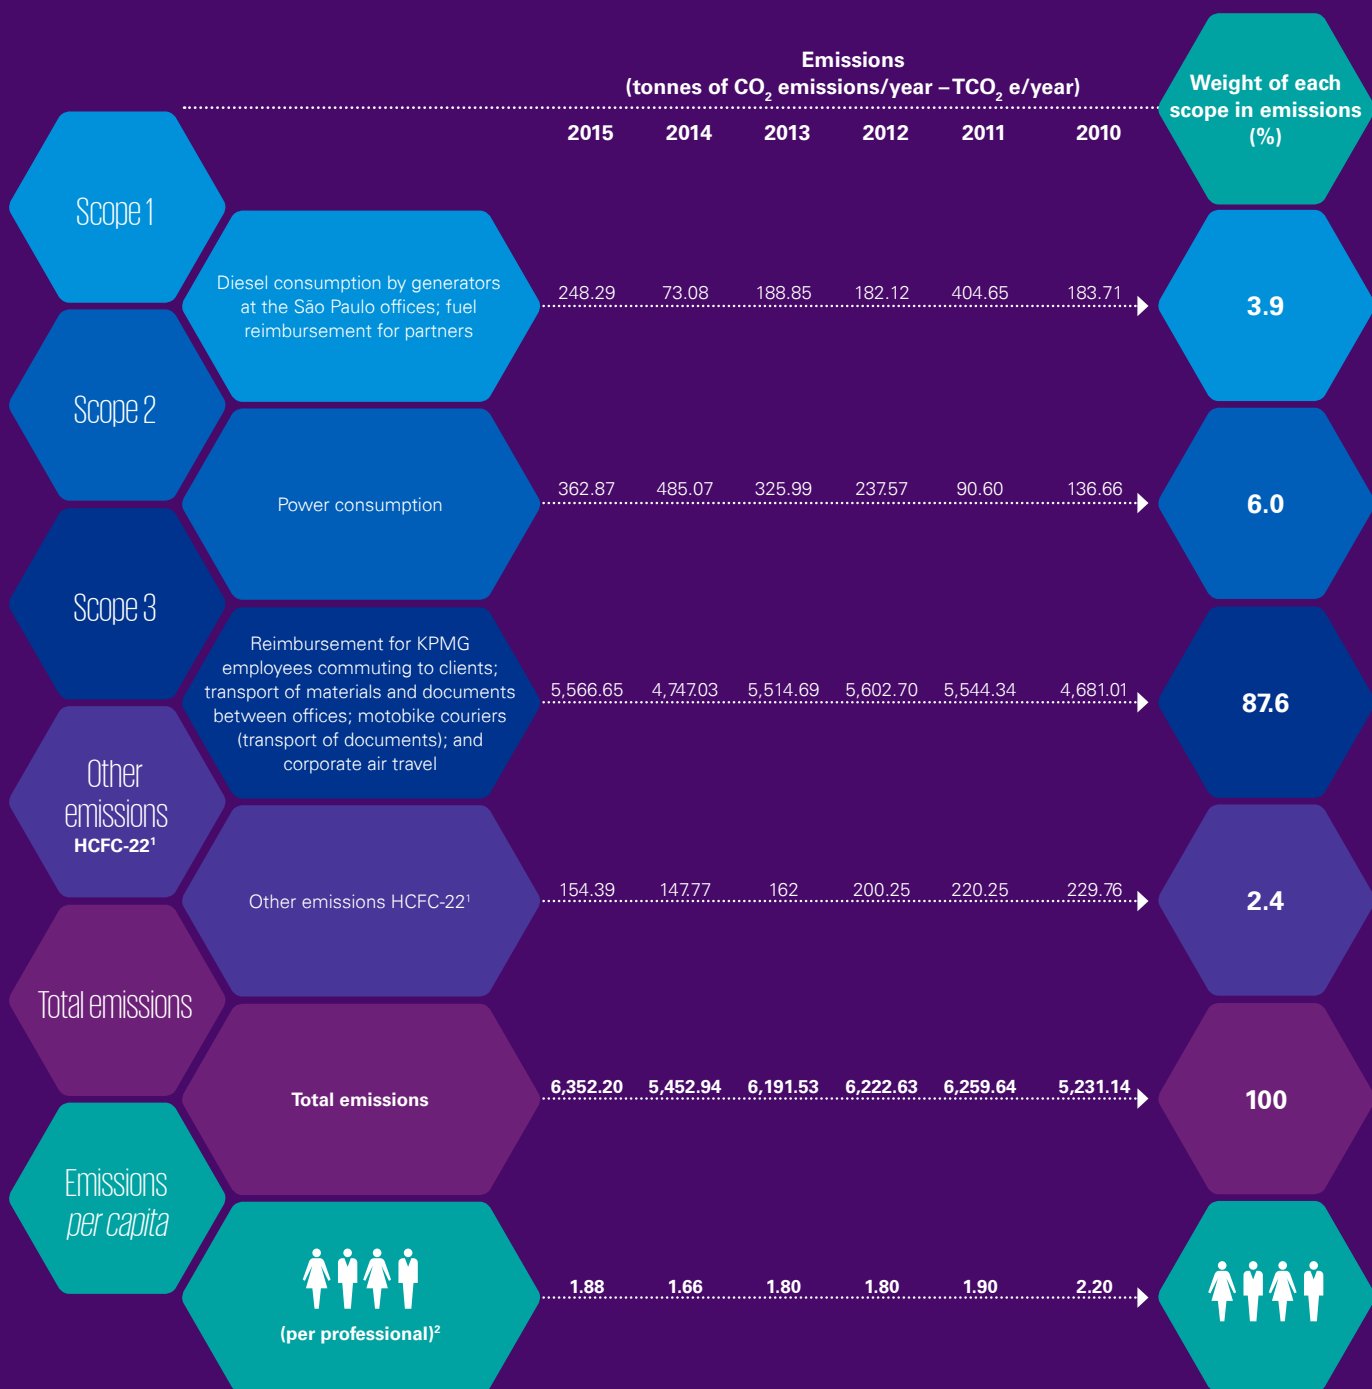 Emissions
(tonnes of CO₂ emissions/year – TCO₂ e/year)
2015 2014 2013 2012 2011 2010
Weight of each
scope in emissions
(%)
Scope 1
Diesel consumption by generators
at the São Paulo offices; fuel
reimbursement for partners
248.29 73.08 188.85 182.12 404.65 183.71
3.9
Scope 2
Power consumption
362.87 485.07 325.99 237.57 90.60 136.66
6.0
Scope 3
Reimbursement for KPMG
employees commuting to clients;
transport of materials and documents
between offices; motobike couriers
(transport of documents); and
corporate air travel
5,566.65 4,747.03 5,514.69 5,602.70 5,544.34 4,681.01
87.6
Other
emissions
HCFC-22¹
Other emissions HCFC-22¹
154.39 147.77 162 200.25 220.25 229.76
2.4
Total emissions
Total emissions
6,352.20 5,452.94 6,191.53 6,222.63 6,259.64 5,231.14
100
Emissions
per capita
(per professional)²
1.88 1.66 1.80 1.80 1.90 2.20